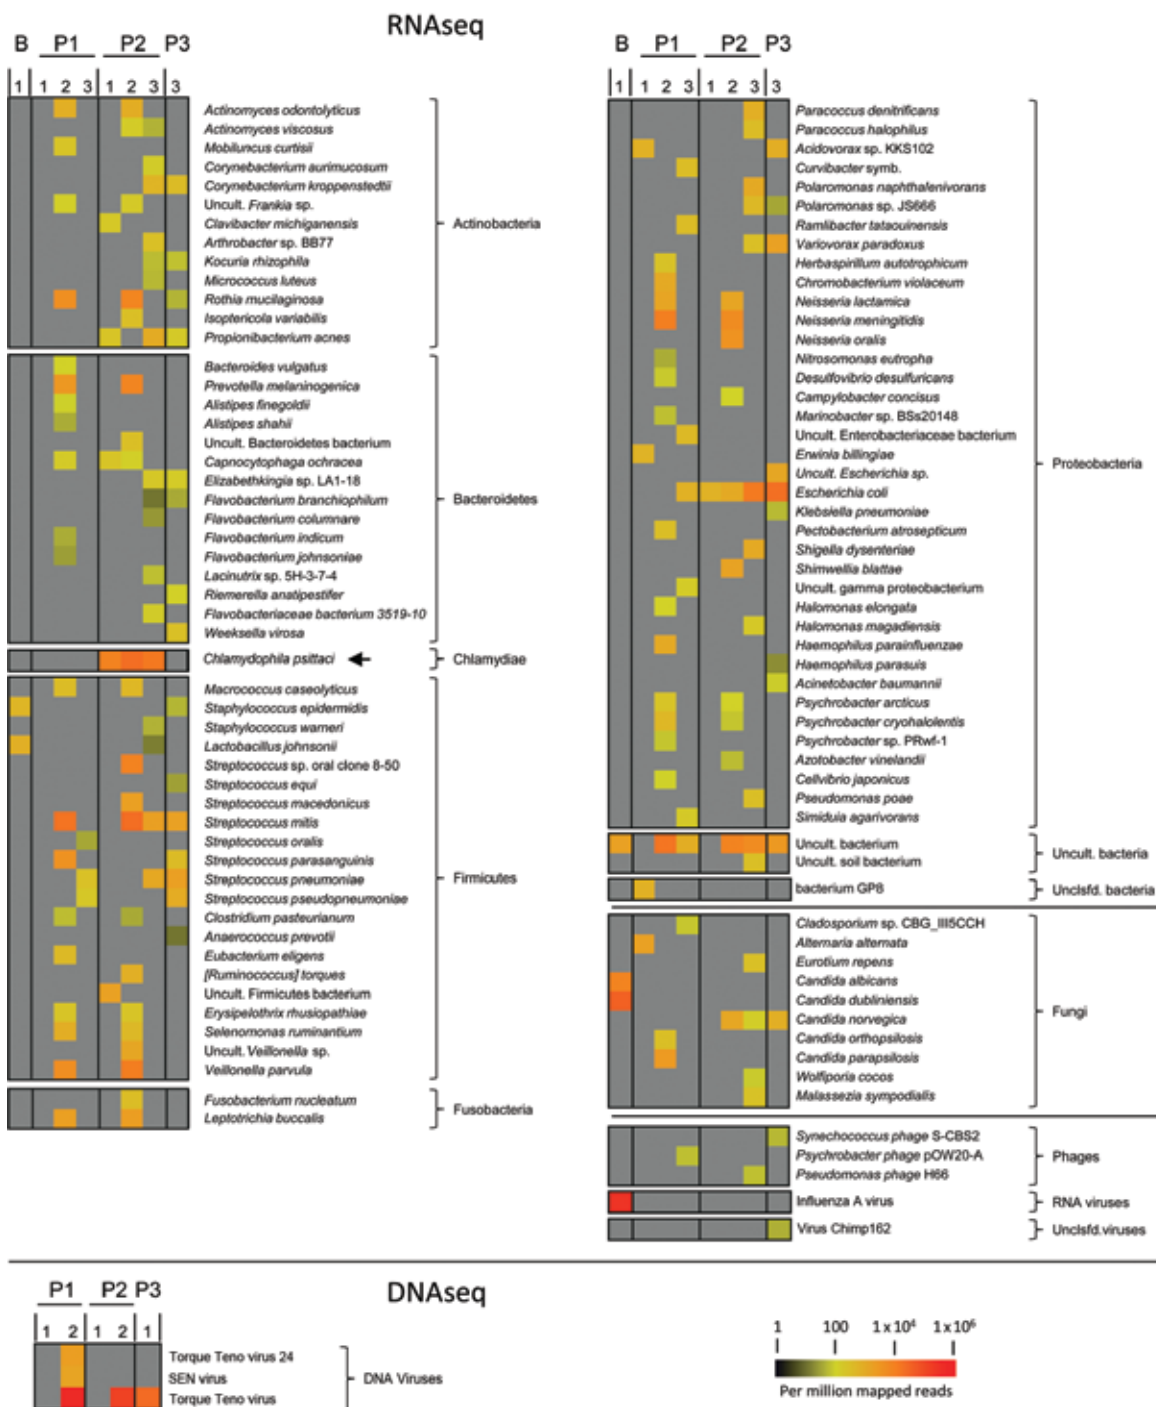 RNAseq
B P1 P2 P3
1 1 2 3 1 2 3 3
Actinomyces odontolyticus
Actinomyces viscosus
Mobiluncus curtisii
Corynebacterium aurimucosum
Corynebacterium kroppenstedtii
Uncult. Frankia sp.
Clavibacter michiganensis
Arthrobacter sp. BB77
Kocuria rhizophila
Micrococcus luteus
Rothia mucilaginosa
Isoptericola variabilis
Propionibacterium acnes
Actinobacteria
Bacteroides vulgatus
Prevotella melaninogenica
Alistipes finegoldii
Alistipes shahii
Uncult. Bacteroidetes bacterium
Capnocytophaga ochracea
Elizabethkingia sp. LA1-18
Flavobacterium branchiophilum
Flavobacterium columnare
Flavobacterium indicum
Flavobacterium johnsoniae
Lacinutrix sp. 5H-3-7-4
Riemerella anatipestifer
Flavobacteriaceae bacterium 3519-10
Weeksella virosa
Bacteroidetes
Chlamydophila psittaci
Chlamydiae
Macrococcus caseolyticus
Staphylococcus epidermidis
Staphylococcus warneri
Lactobacillus johnsonii
Streptococcus sp. oral clone 8-50
Streptococcus equi
Streptococcus macedonicus
Streptococcus mitis
Streptococcus oralis
Streptococcus parasanguinis
Streptococcus pneumoniae
Streptococcus pseudopneumoniae
Clostridium pasteurianum
Anaerococcus prevotii
Eubacterium eligens
[Ruminococcus] torques
Uncult. Firmicutes bacterium
Erysipelothrix rhusiopathiae
Selenomonas ruminantium
Uncult. Veillonella sp.
Veillonella parvula
Firmicutes
Fusobacterium nucleatum
Leptotrichia buccalis
Fusobacteria
B P1 P2 P3
1 1 2 3 1 2 3 3
Paracoccus denitrificans
Paracoccus halophilus
Acidovorax sp. KKS102
Curvibacter symb.
Polaromonas naphthalenivorans
Polaromonas sp. JS666
Ramlibacter tataouinensis
Variovorax paradoxus
Herbaspirillum autotrophicum
Chromobacterium violaceum
Neisseria lactamica
Neisseria meningitidis
Neisseria oralis
Nitrosomonas eutropha
Desulfovibrio desulfuricans
Campylobacter concisus
Marinobacter sp. BSs20148
Uncult. Enterobacteriaceae bacterium
Erwinia billingiae
Uncult. Escherichia sp.
Escherichia coli
Klebsiella pneumoniae
Pectobacterium atrosepticum
Shigella dysenteriae
Shimwellia blattae
Uncult. gamma proteobacterium
Halomonas elongata
Halomonas magadiensis
Haemophilus parainfluenzae
Haemophilus parasuis
Acinetobacter baumannii
Psychrobacter arcticus
Psychrobacter cryohalolentis
Psychrobacter sp. PRwf-1
Azotobacter vinelandii
Cellvibrio japonicus
Pseudomonas poae
Simiduia agarivorans
Proteobacteria
Uncult. bacterium
Uncult. soil bacterium
Uncult. bacteria
bacterium GP8
Unclsfd. bacteria
Cladosporium sp. CBG_III5CCH
Alternaria alternata
Eurotium repens
Candida albicans
Candida dubliniensis
Candida norvegica
Candida orthopsilosis
Candida parapsilosis
Wolfiporia cocos
Malassezia sympodialis
Fungi
Synechococcus phage S-CBS2
Psychrobacter phage pOW20-A
Pseudomonas phage H66
Phages
Influenza A virus
RNA viruses
Virus Chimp162
Unclsfd.viruses
DNAseq
P1 P2 P3
1 2 1 2 1
Torque Teno virus 24
SEN virus
Torque Teno virus
DNA Viruses
1 100 1x10⁴ 1x10⁶
Per million mapped reads